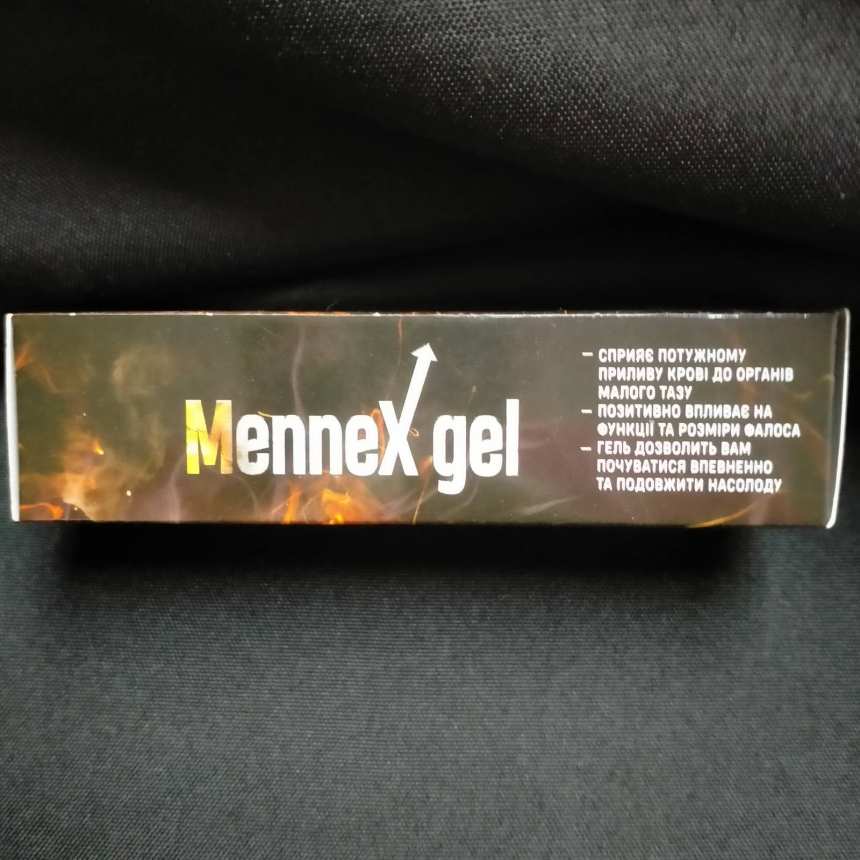 MenneX gel
– СПРИЯЄ ПОТУЖНОМУ
ПРИЛИВУ КРОВІ ДО ОРГАНІВ
МАЛОГО ТАЗУ
– ПОЗИТИВНО ВПЛИВАЄ НА
ФУНКЦІЇ ТА РОЗМІРИ ФАЛОСА
– ГЕЛЬ ДОЗВОЛИТЬ ВАМ
ПОЧУВАТИСЯ ВПЕВНЕННО
ТА ПОДОВЖИТИ НАСОЛОДУ